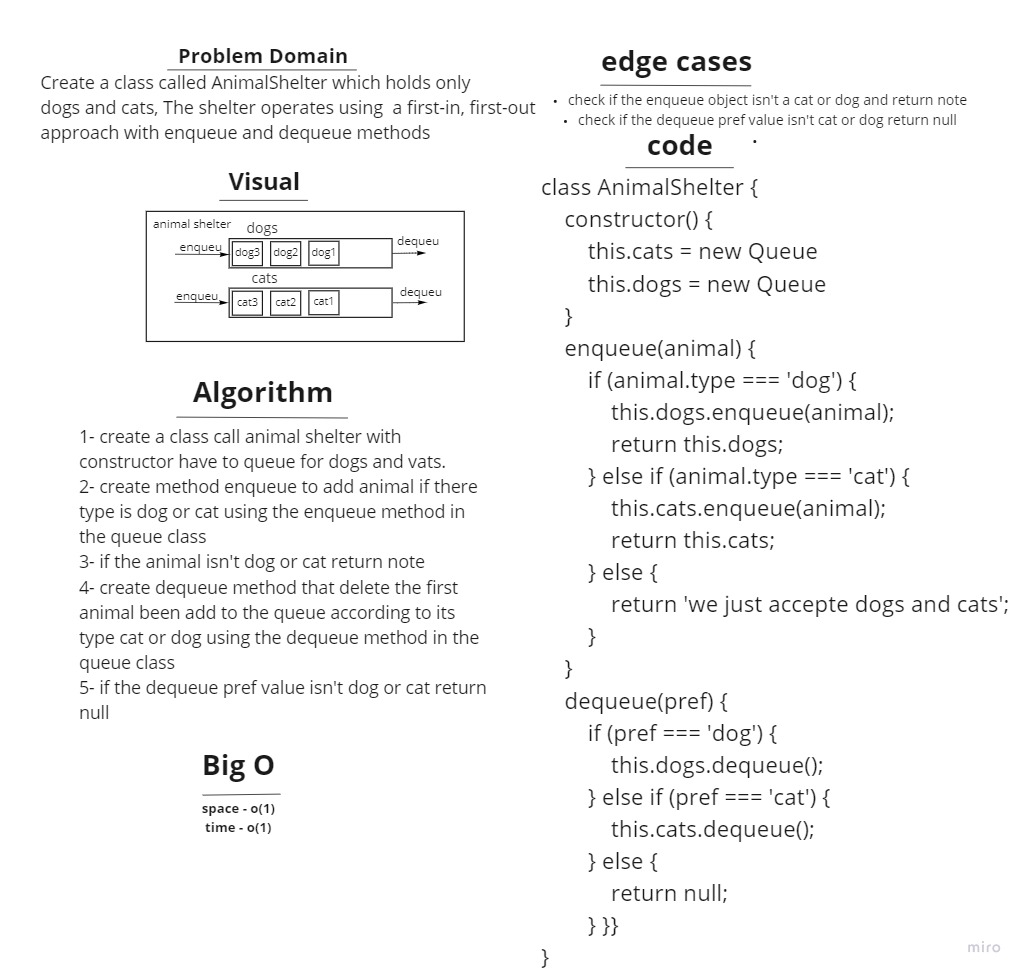 Problem Domain
Create a class called AnimalShelter which holds only
dogs and cats, The shelter operates using a first-in, first-out
approach with enqueue and dequeue methods
Visual
animal shelter
dogs
enqueu
dog3
dog2
dog1
dequeu
cats
enqueu
cat3
cat2
cat1
dequeu
Algorithm
1- create a class call animal shelter with
constructor have to queue for dogs and vats.
2- create method enqueue to add animal if there
type is dog or cat using the enqueue method in
the queue class
3- if the animal isn't dog or cat return note
4- create dequeue method that delete the first
animal been add to the queue according to its
type cat or dog using the dequeue method in the
queue class
5- if the dequeue pref value isn't dog or cat return
null
Big O
space - o(1)
time - o(1)
edge cases
• check if the enqueue object isn't a cat or dog and return note
• check if the dequeue pref value isn't cat or dog return null
•
code
class AnimalShelter {
constructor() {
this.cats = new Queue
this.dogs = new Queue
}
enqueue(animal) {
if (animal.type === 'dog') {
this.dogs.enqueue(animal);
return this.dogs;
} else if (animal.type === 'cat') {
this.cats.enqueue(animal);
return this.cats;
} else {
return 'we just accepte dogs and cats';
}
}
dequeue(pref) {
if (pref === 'dog') {
this.dogs.dequeue();
} else if (pref === 'cat') {
this.cats.dequeue();
} else {
return null;
} }}
}
miro